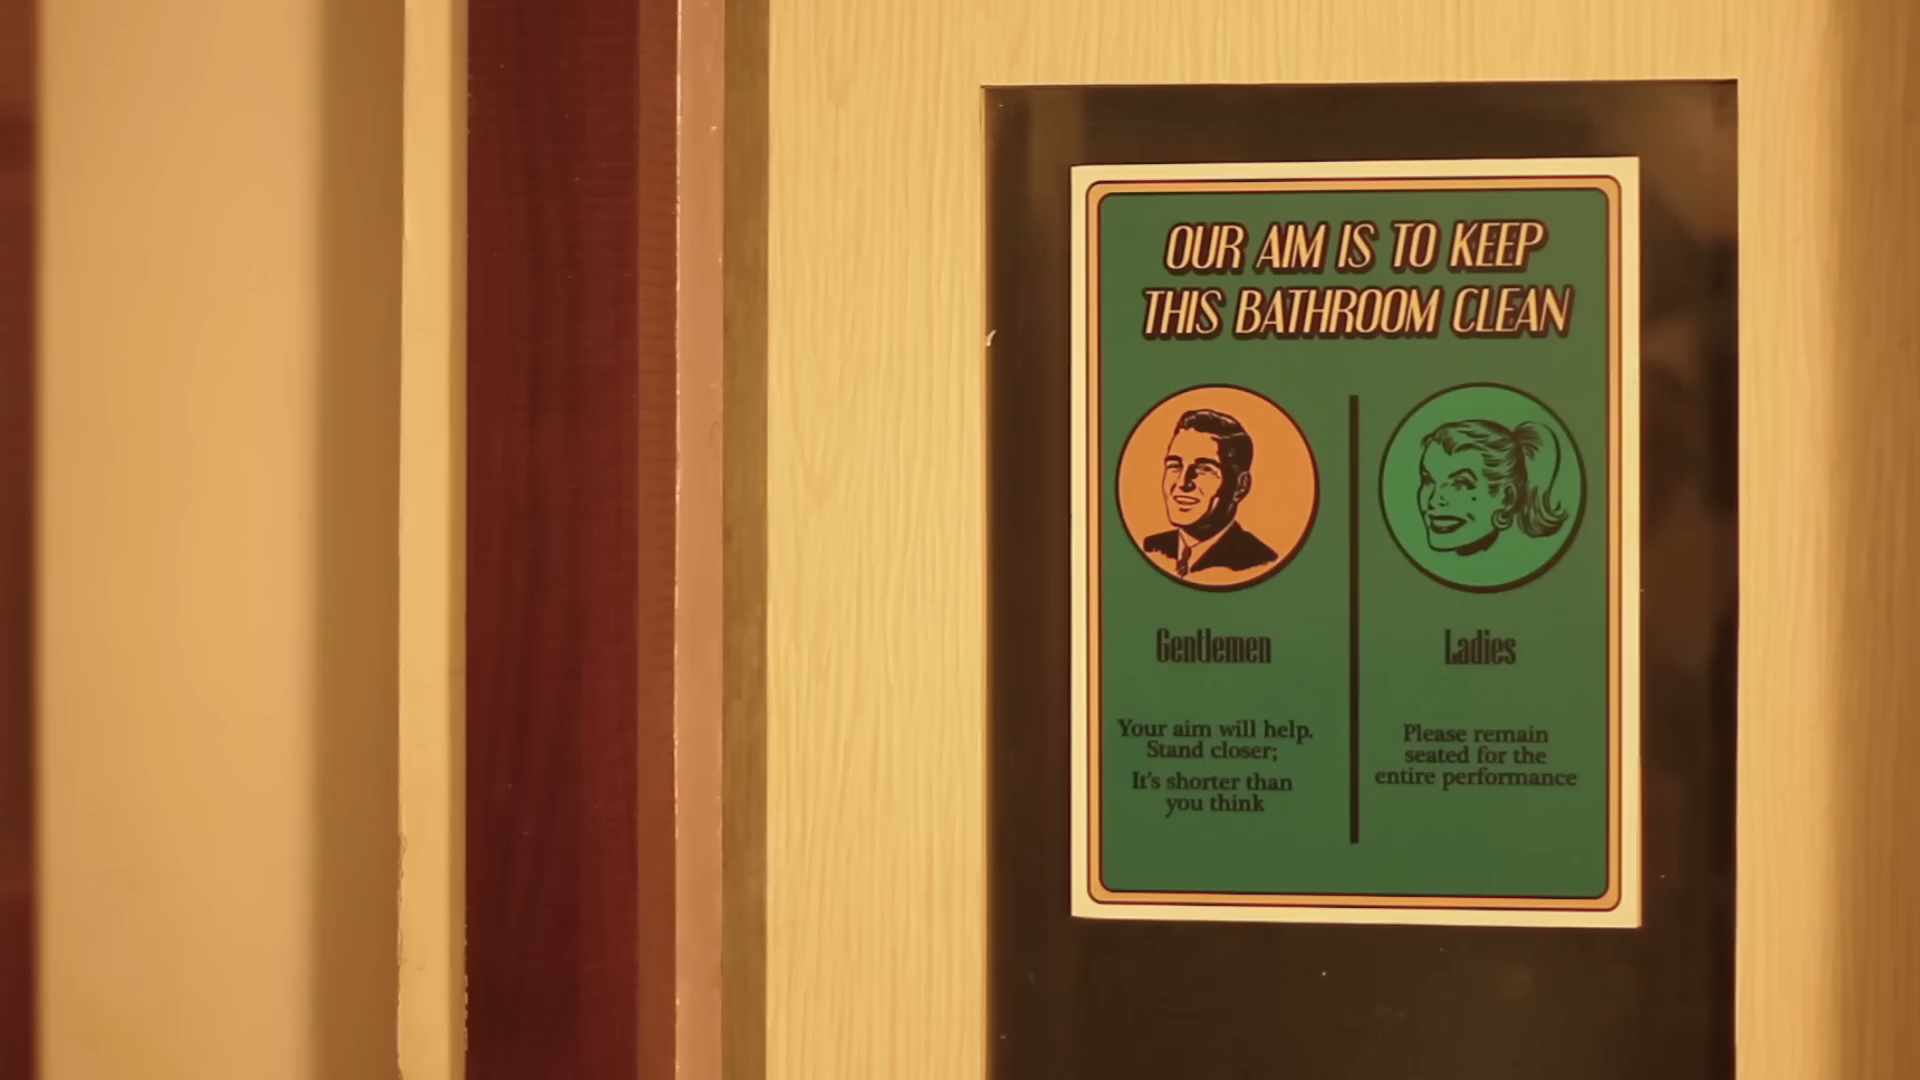 OUR AIM IS TO KEEP
THIS BATHROOM CLEAN
Gentlemen
Your aim will help.
Stand closer;
It's shorter than
you think
Ladies
Please remain
seated for the
entire performance